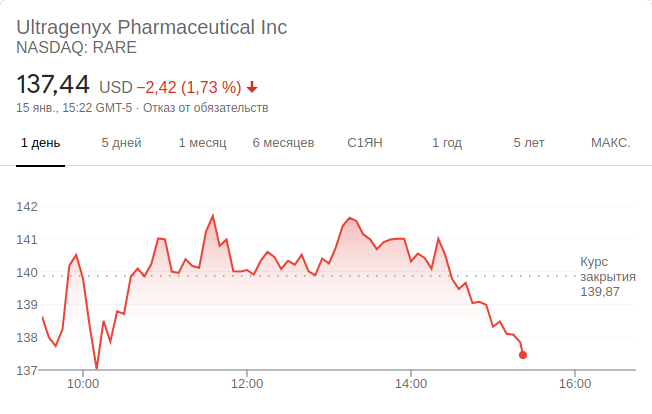 Ultragenyx Pharmaceutical Inc
NASDAQ: RARE
137,44 USD −2,42 (1,73 %)
15 янв., 15:22 GMT-5 · Отказ от обязательств
1 день 5 дней 1 месяц 6 месяцев С1ЯН 1 год 5 лет МАКС.
142
141
140
139
138
137
Курс
закрытия
139,87
10:00 12:00 14:00 16:00